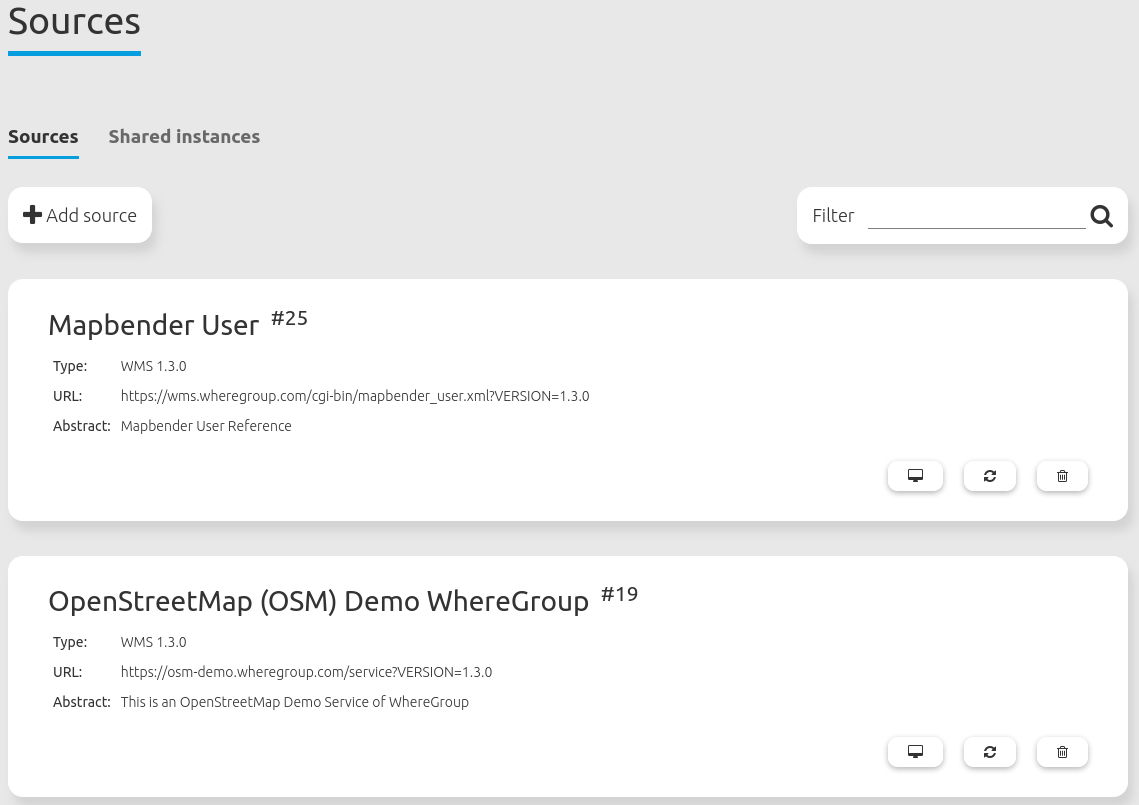 Sources
Sources Shared instances
Add source
Filter
Mapbender User #25
Type: WMS 1.3.0
URL: https://wms.wheregroup.com/cgi-bin/mapbender_user.xml?VERSION=1.3.0
Abstract: Mapbender User Reference
OpenStreetMap (OSM) Demo WhereGroup #19
Type: WMS 1.3.0
URL: https://osm-demo.wheregroup.com/service?VERSION=1.3.0
Abstract: This is an OpenStreetMap Demo Service of WhereGroup